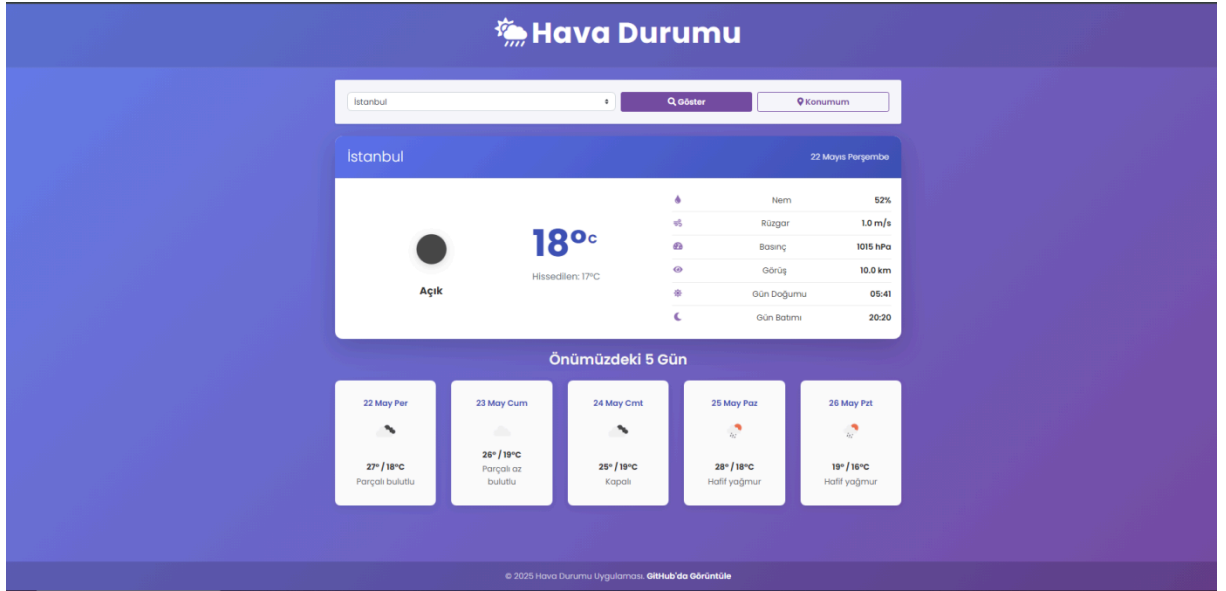 Hava Durumu
İstanbul
Göster
Konumum
İstanbul
22 Mayıs Perşembe
Açık
18°C
Hissedilen: 17°C
Nem 52%
Rüzgar 1.0 m/s
Basınç 1015 hPa
Görüş 10.0 km
Gün Doğumu 05:41
Gün Batımı 20:20
Önümüzdeki 5 Gün
22 May Per
27° / 18°C
Parçalı bulutlu
23 May Cum
26° / 19°C
Parçalı az
bulutlu
24 May Cmt
25° / 19°C
Kapalı
25 May Paz
28° / 18°C
Hafif yağmur
26 May Pzt
19° / 16°C
Hafif yağmur
© 2025 Hava Durumu Uygulaması. GitHub'da Görüntüle